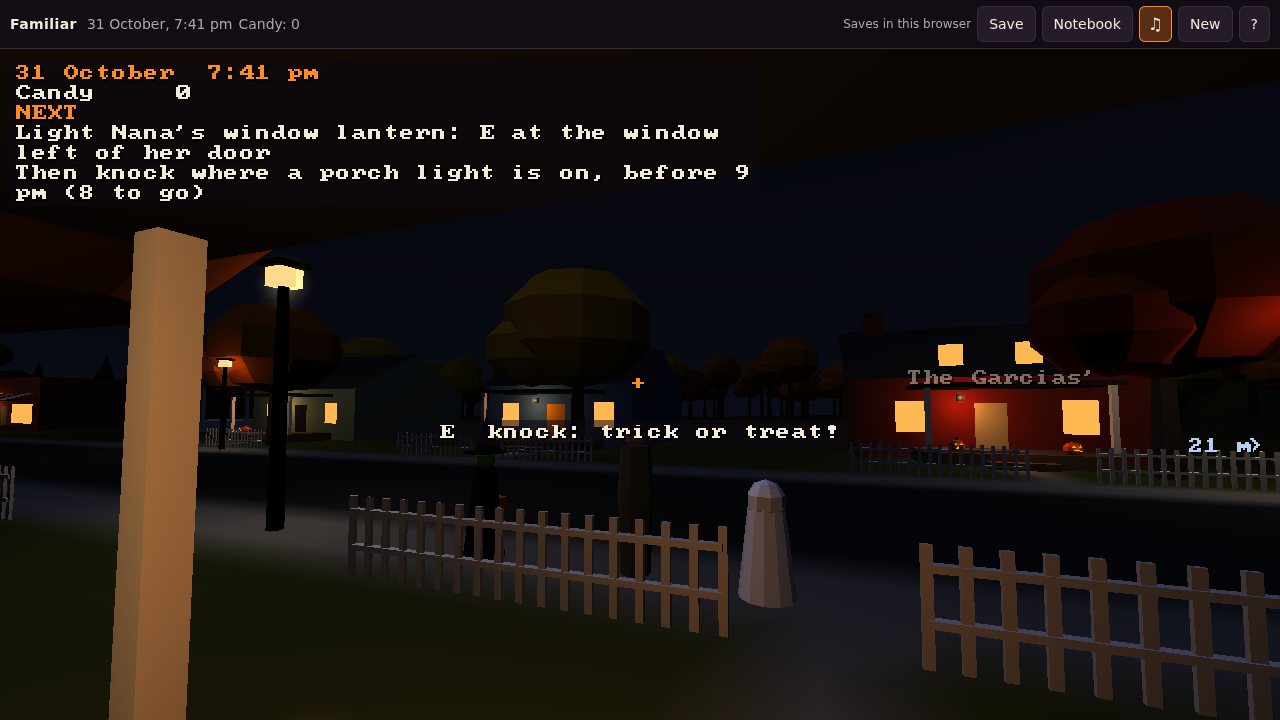 Familiar 31 October, 7:41 pm Candy: 0 Saves in this browser Save Notebook ♫ New ?
31 October 7:41 pm
Candy 0
NEXT
Light Nana's window lantern: E at the window
left of her door
Then knock where a porch light is on, before 9
pm (8 to go)
The Garcias'
E knock: trick or treat!
21 m>